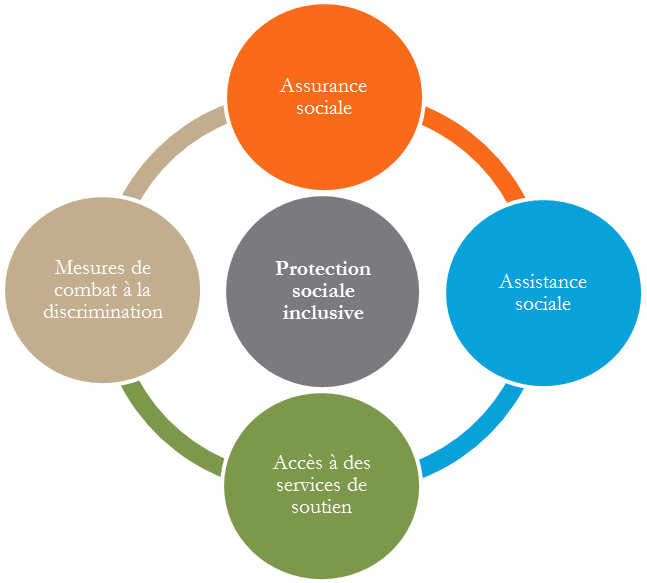 Assurance
sociale
Mesures de
combat à la
discrimination
Protection
sociale
inclusive
Assistance
sociale
Accès à des
services de
soutien